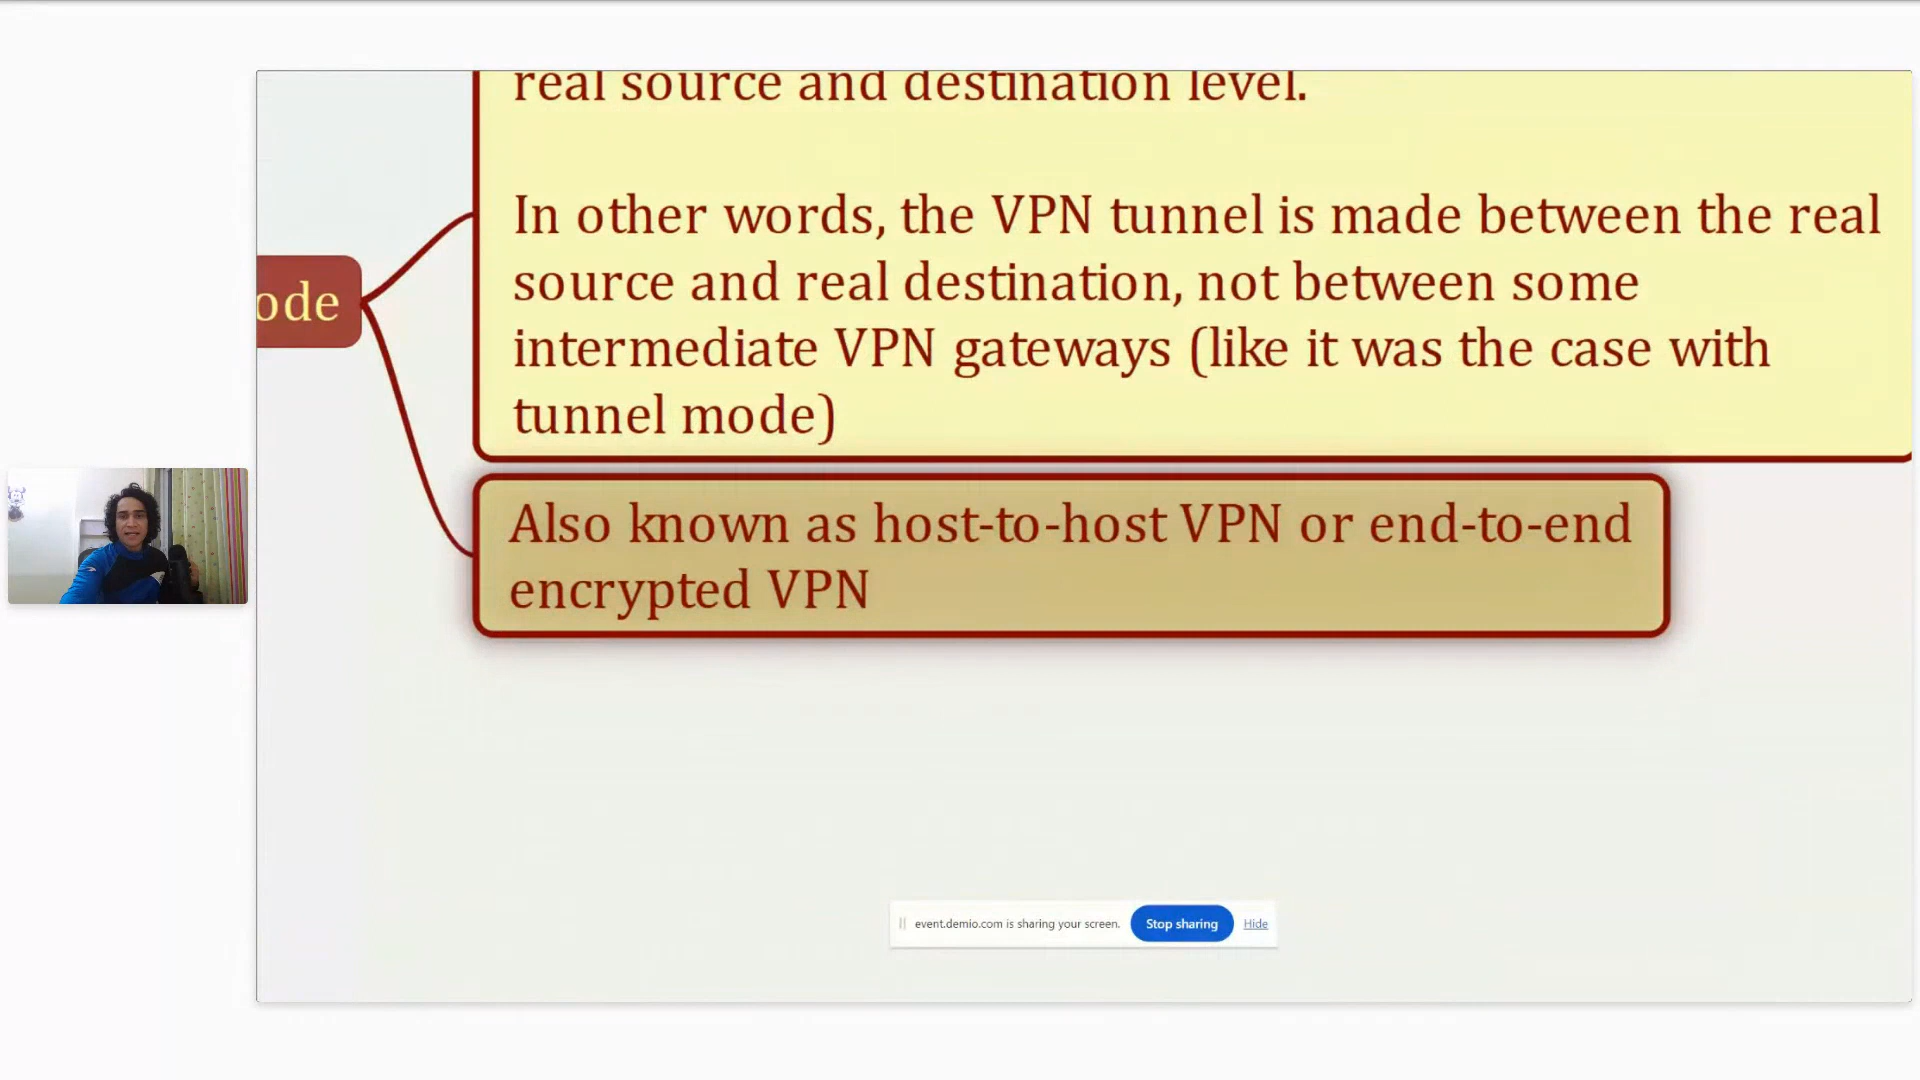 real source and destination level.
In other words, the VPN tunnel is made between the real
source and real destination, not between some
intermediate VPN gateways (like it was the case with
tunnel mode)
ode
Also known as host-to-host VPN or end-to-end
encrypted VPN
event.demio.com is sharing your screen. Stop sharing Hide